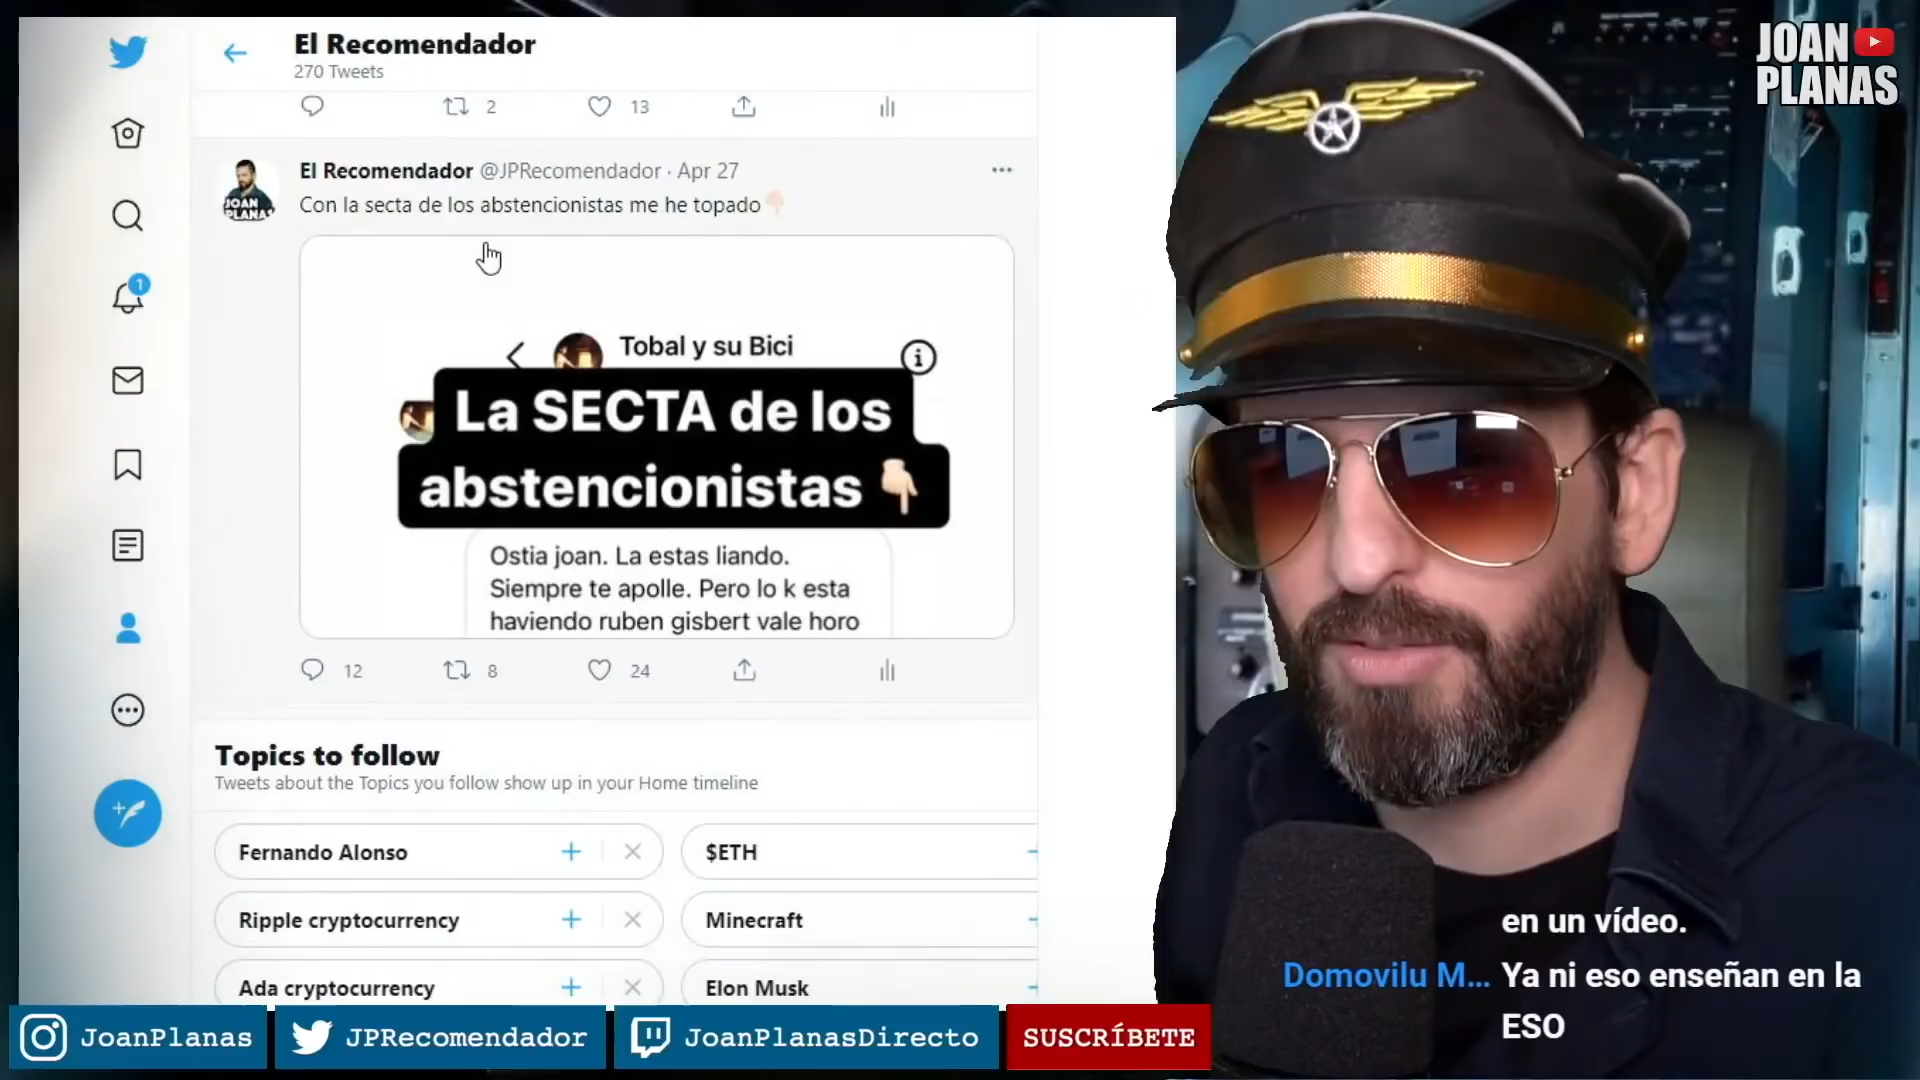 El Recomendador
270 Tweets
2
13
El Recomendador @JPRecomendador · Apr 27
Con la secta de los abstencionistas me he topado👇🏻
Tobal y su Bici
La SECTA de los
abstencionistas 👇🏻
Ostia joan. La estas liando.
Siempre te apolle. Pero lo k esta
haviendo ruben gisbert vale horo
12
8
24
1
Topics to follow
Tweets about the Topics you follow show up in your Home timeline
Fernando Alonso
$ETH
Ripple cryptocurrency
Minecraft
Ada cryptocurrency
Elon Musk
JOAN
PLANAS
JOAN
PLANAS
en un vídeo.
Domovilu M... Ya ni eso enseñan en la
ESO
JoanPlanas
JPRecomendador
JoanPlanasDirecto
SUSCRÍBETE